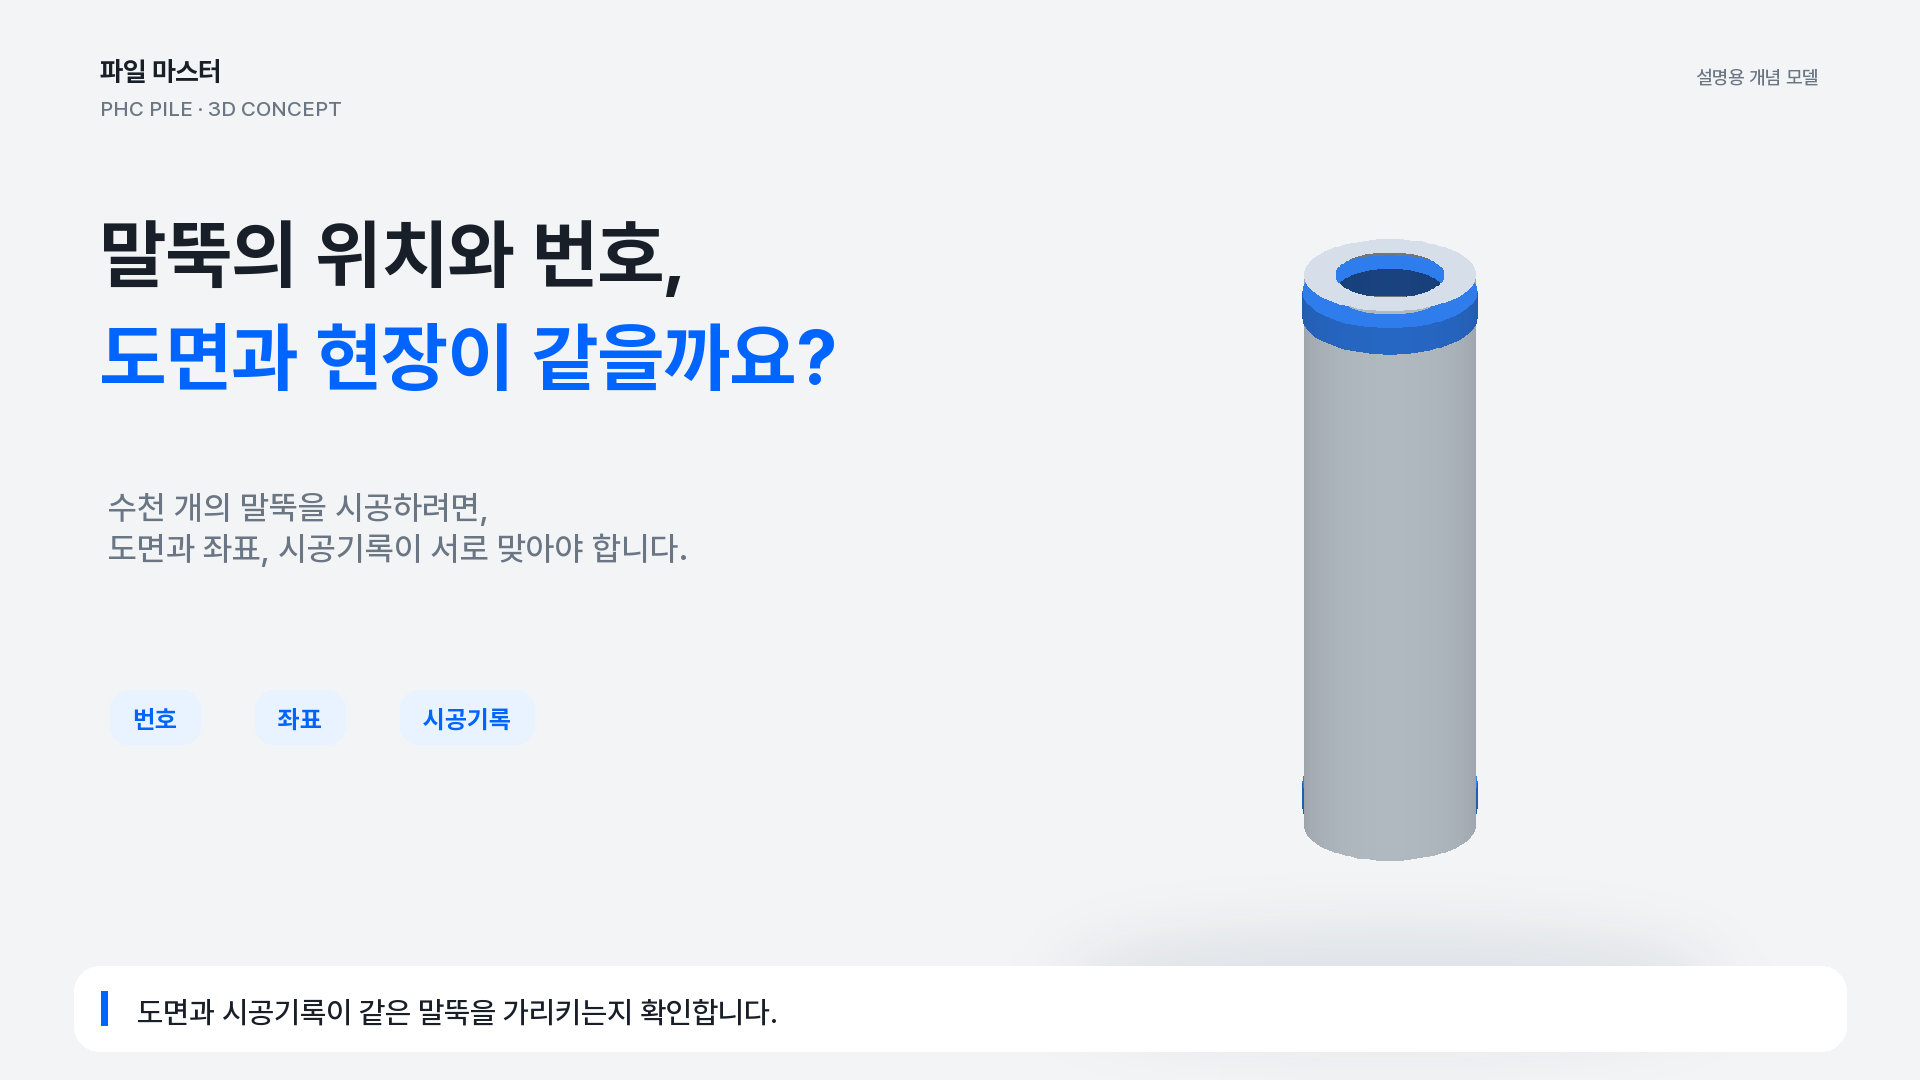 파일 마스터
PHC PILE · 3D CONCEPT
설명용 개념 모델
말뚝의 위치와 번호,
도면과 현장이 같을까요?
수천 개의 말뚝을 시공하려면,
도면과 좌표, 시공기록이 서로 맞아야 합니다.
번호
좌표
시공기록
도면과 시공기록이 같은 말뚝을 가리키는지 확인합니다.